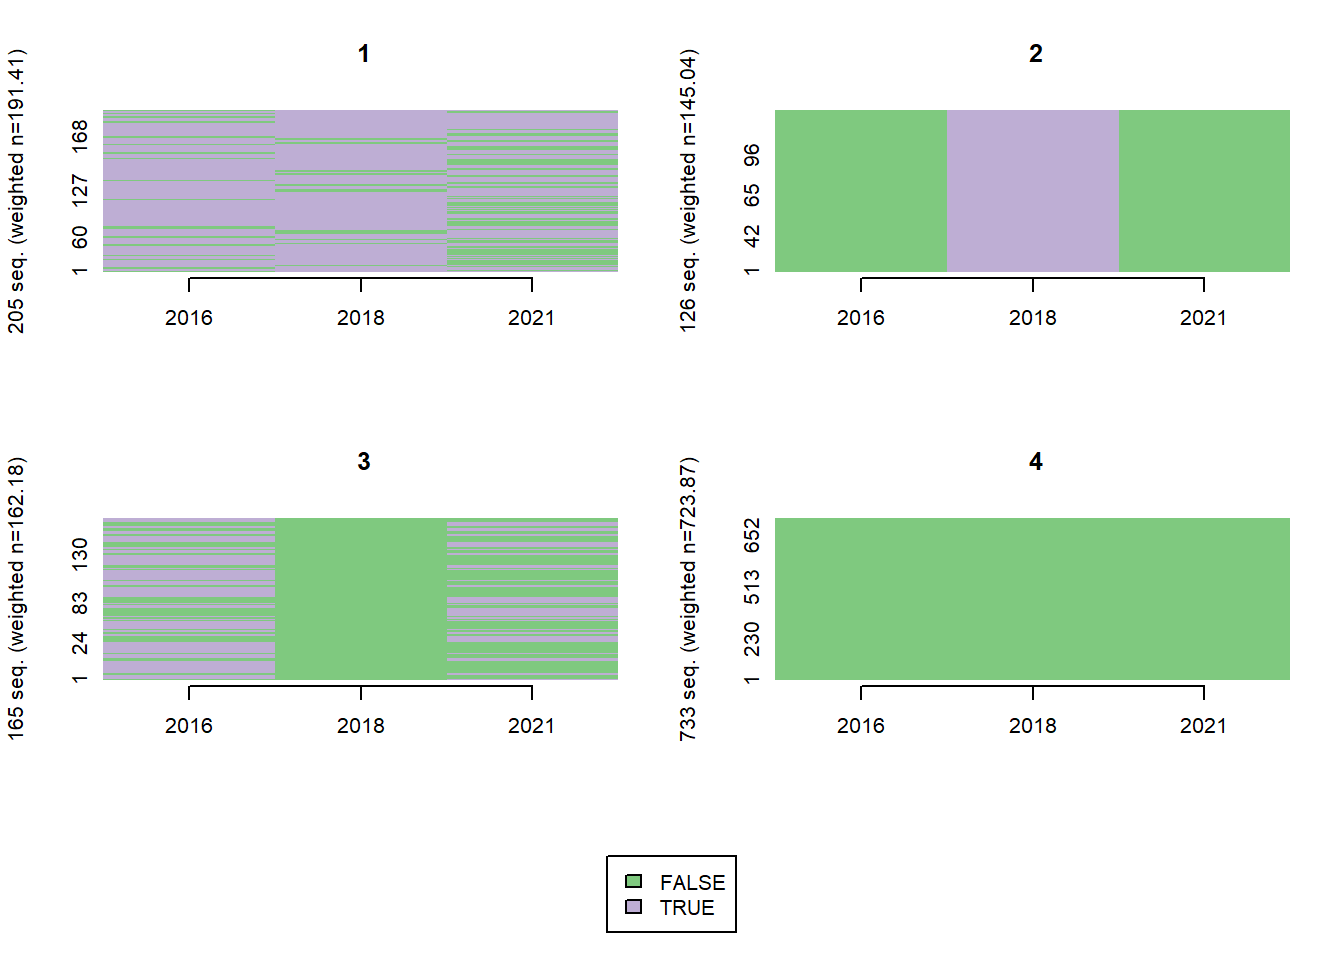 1
205 seq. (weighted n=191.41)
168
127
60
1
2016 2018 2021
2
126 seq. (weighted n=145.04)
96
65
42
1
2016 2018 2021
3
165 seq. (weighted n=162.18)
130
83
24
1
2016 2018 2021
4
733 seq. (weighted n=723.87)
652
513
230
1
2016 2018 2021
FALSE
TRUE